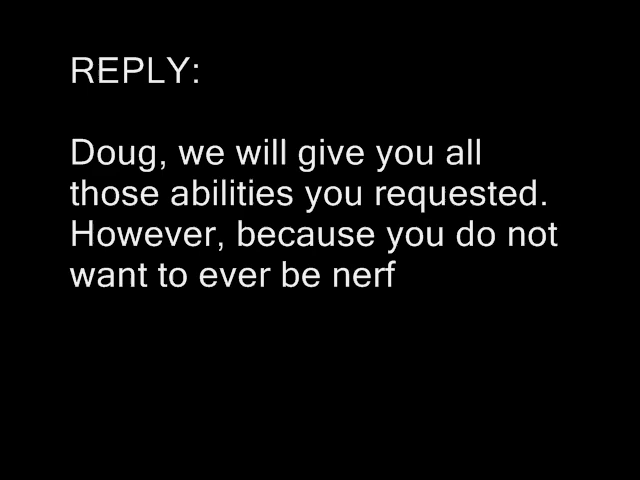 REPLY:
Doug, we will give you all
those abilities you requested.
However, because you do not
want to ever be nerf